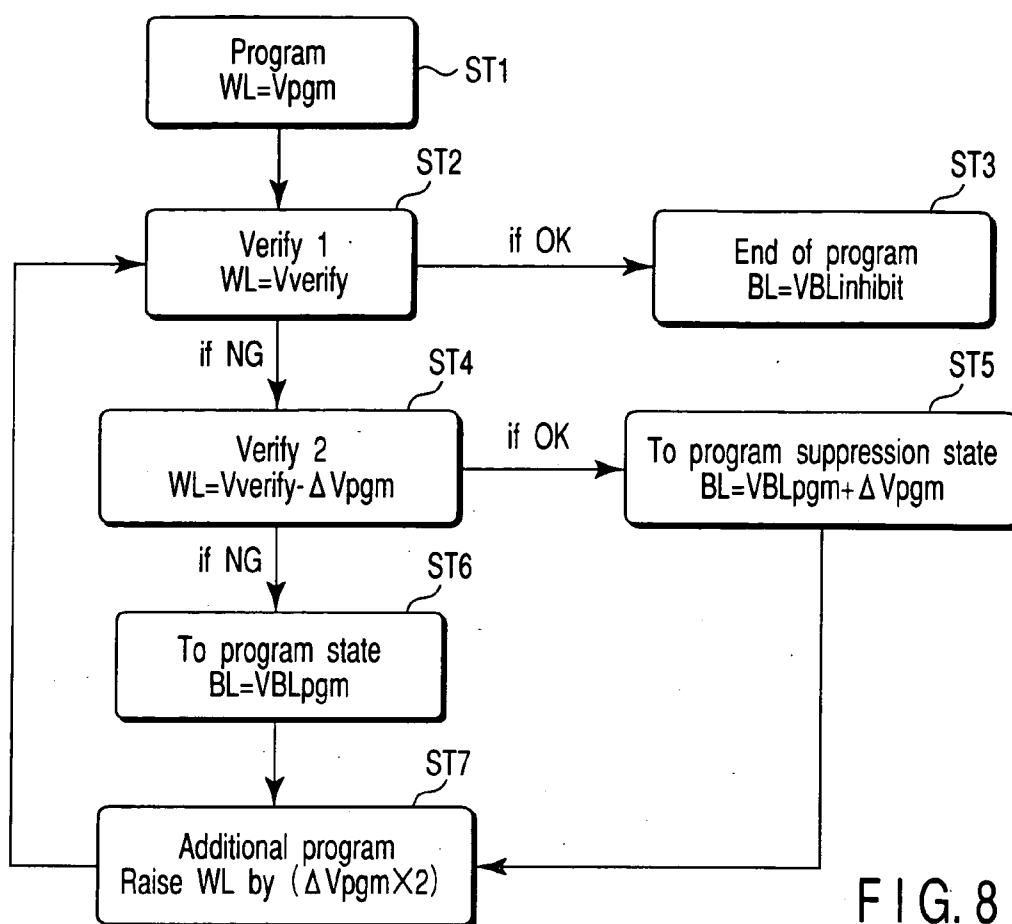 Program
WL=Vpgm
ST1
ST2
Verify 1
WL=Vverify
if OK
ST3
End of program
BL=VBLinhibit
if NG
ST4
Verify 2
WL=Vverify-ΔVpgm
if OK
ST5
To program suppression state
BL=VBLpgm+ΔVpgm
if NG
ST6
To program state
BL=VBLpgm
ST7
Additional program
Raise WL by (ΔVpgm×2)
FIG. 8